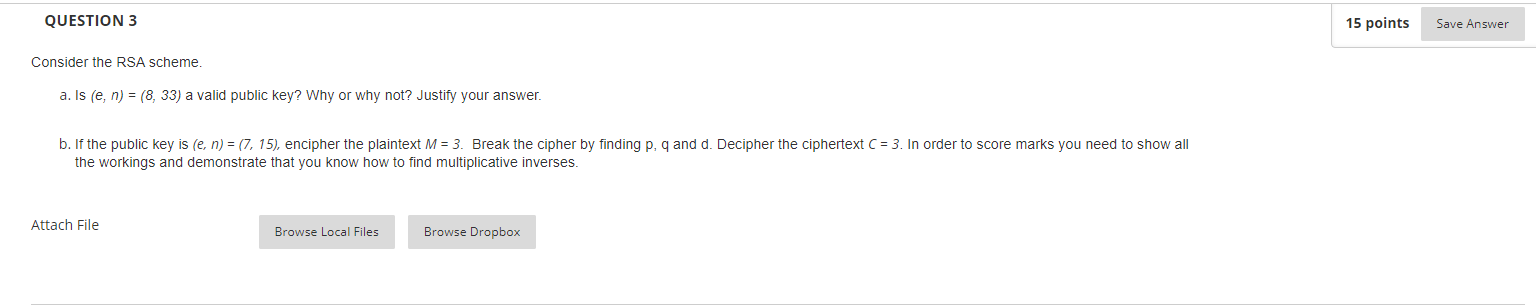 QUESTION 3
15 points
Save Answer
Consider the RSA scheme.
a. Is (e, n) = (8, 33) a valid public key? Why or why not? Justify your answer.
b. If the public key is (e, n) = (7, 15), encipher the plaintext M = 3. Break the cipher by finding p, q and d. Decipher the ciphertext C = 3. In order to score marks you need to show all
the workings and demonstrate that you know how to find multiplicative inverses.
Attach File
Browse Local Files
Browse Dropbox